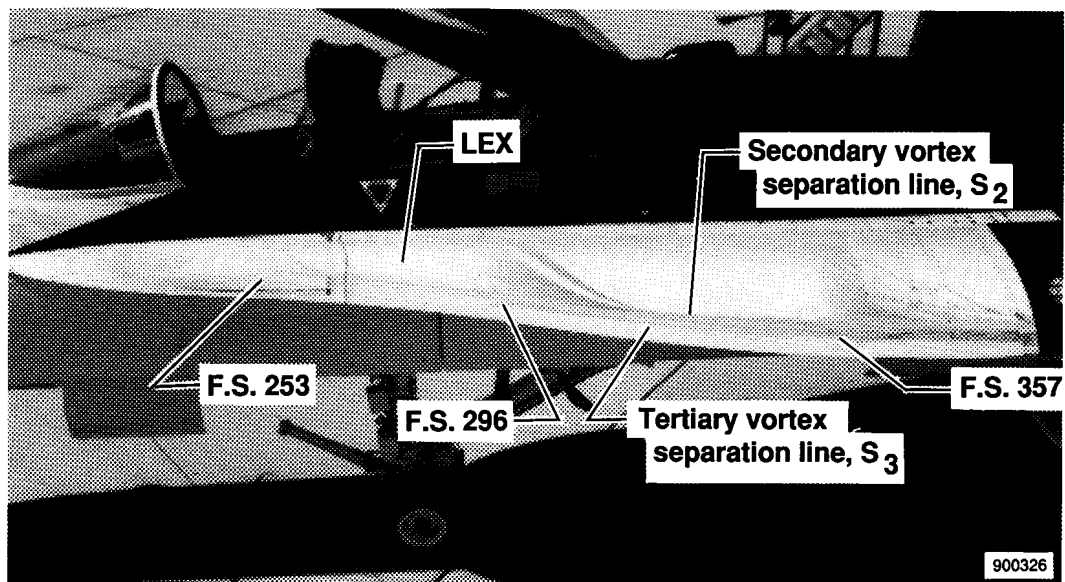 LEX
Secondary vortex
separation line, S2
F.S. 253
F.S. 296
Tertiary vortex
separation line, S3
F.S. 357
900326